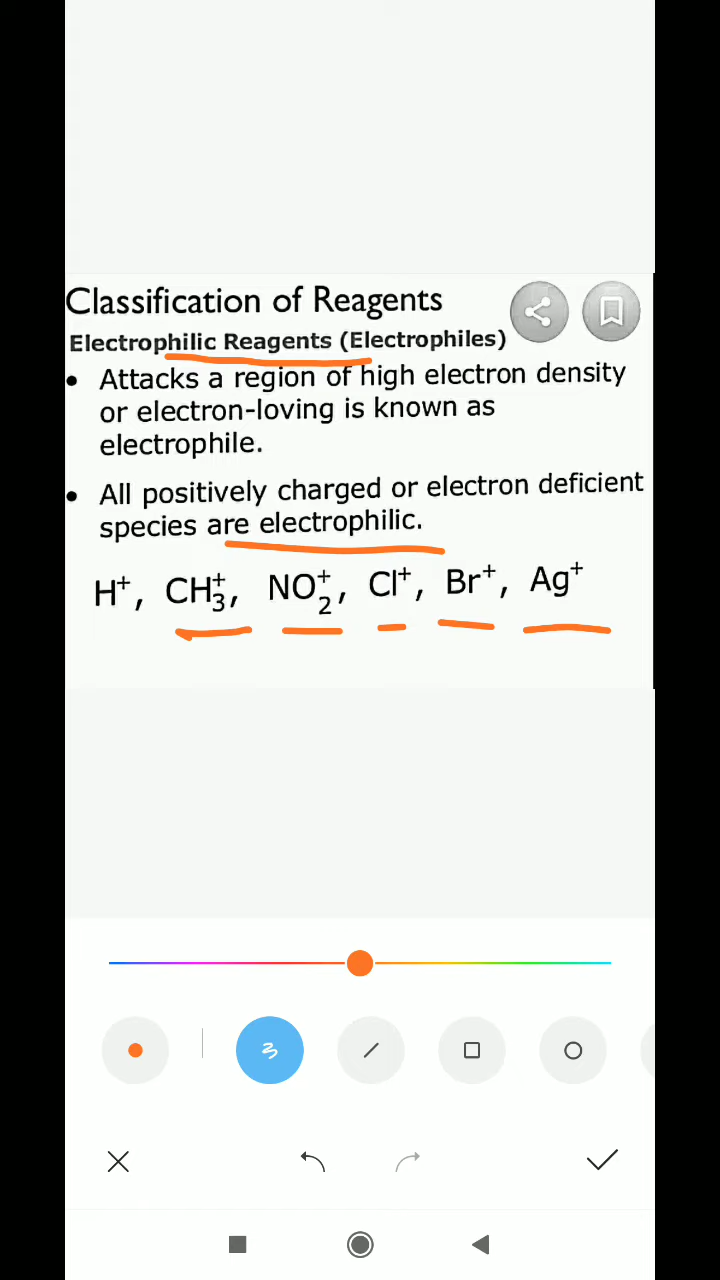 Classification of Reagents
Electrophilic Reagents (Electrophiles)
• Attacks a region of high electron density
or electron-loving is known as
electrophile.
• All positively charged or electron deficient
species are electrophilic.
H⁺, CH₃⁺, NO₂⁺, Cl⁺, Br⁺, Ag⁺